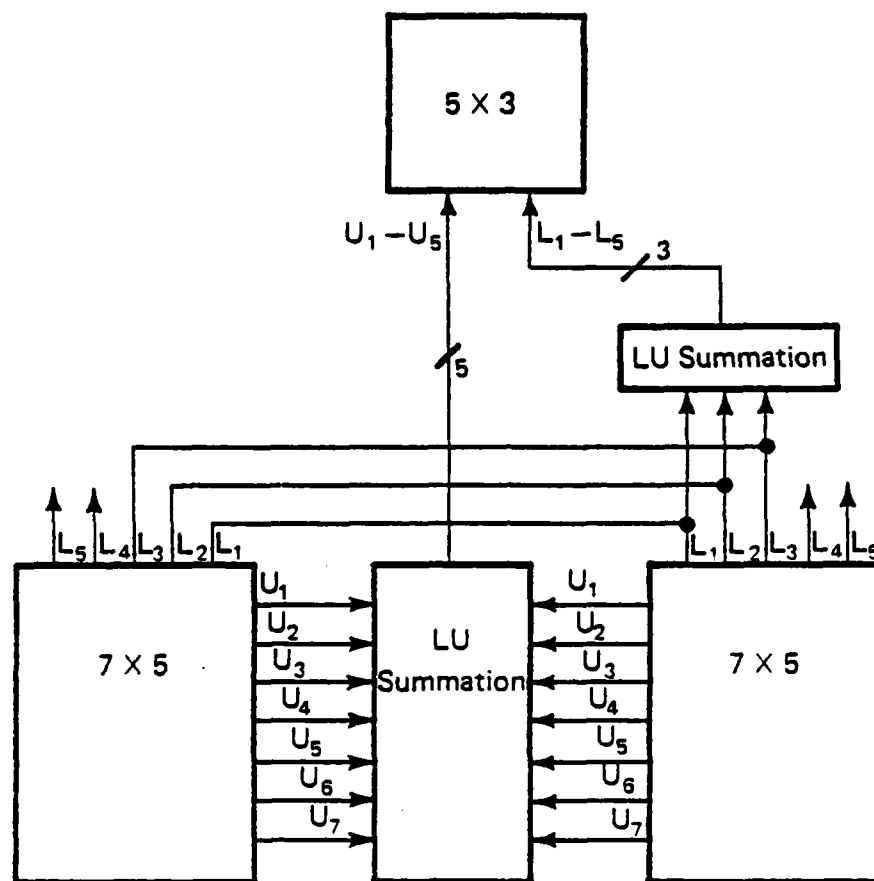 5 X 3
U₁ – U₅
L₁ – L₅
3
5
LU Summation
L₅ L₄ L₃ L₂ L₁
L₁ L₂ L₃ L₄ L₅
7 X 5
U₁
U₂
U₃
U₄
U₅
U₆
U₇
LU
Summation
U₁
U₂
U₃
U₄
U₅
U₆
U₇
7 X 5